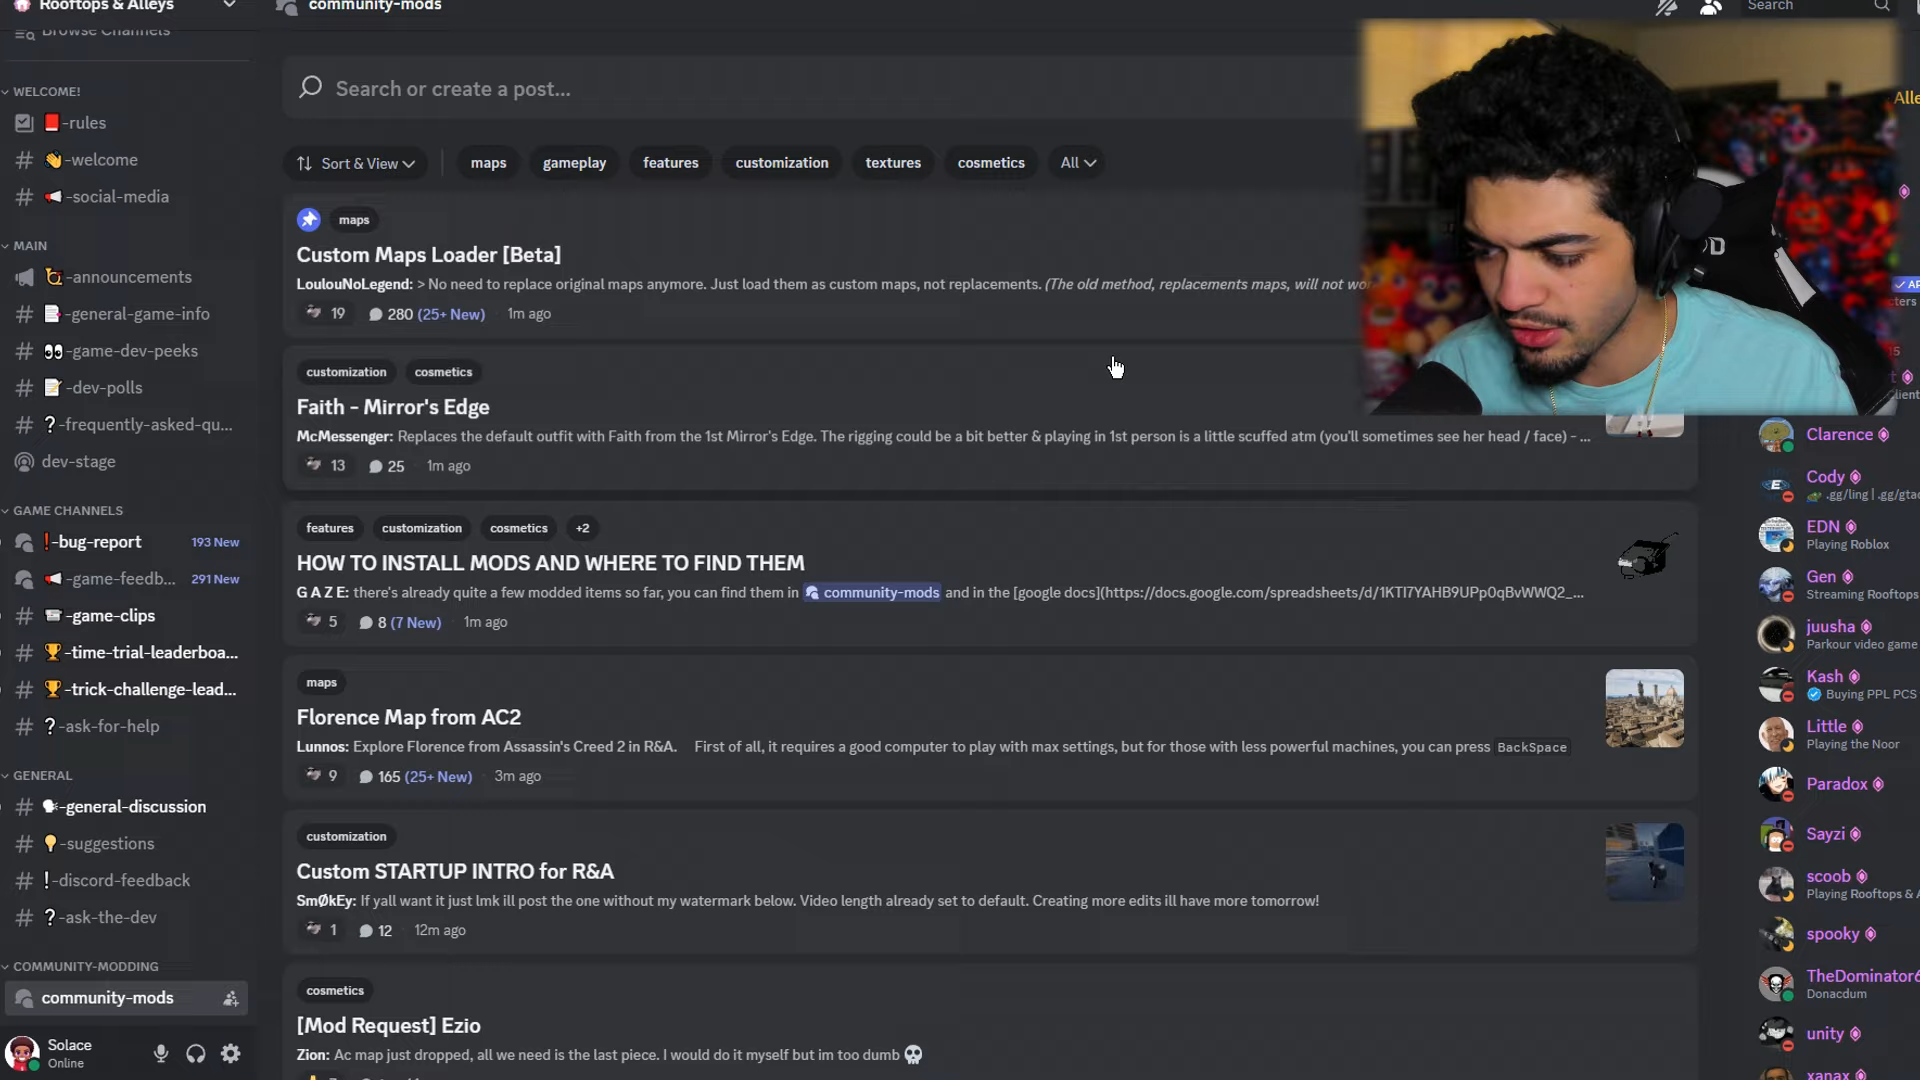 Rooftops & Alleys
Browse Channels
WELCOME!
-rules
-welcome
-social-media
MAIN
-announcements
-general-game-info
-game-dev-peeks
-dev-polls
?-frequently-asked-qu...
dev-stage
GAME CHANNELS
!-bug-report 193 New
-game-feedb... 291 New
-game-clips
-time-trial-leaderboa...
-trick-challenge-lead...
?-ask-for-help
GENERAL
-general-discussion
-suggestions
!-discord-feedback
?-ask-the-dev
COMMUNITY-MODDING
community-mods
Solace
Online
community-mods
Search
Search or create a post...
Sort & View maps gameplay features customization textures cosmetics All
maps
Custom Maps Loader [Beta]
LoulouNoLegend: > No need to replace original maps anymore. Just load them as custom maps, not replacements. (The old method, replacements maps, will not wor
19 280 (25+ New) 1m ago
customization cosmetics
Faith - Mirror's Edge
McMessenger: Replaces the default outfit with Faith from the 1st Mirror's Edge. The rigging could be a bit better & playing in 1st person is a little scuffed atm (you'll sometimes see her head / face) - ...
13 25 1m ago
features customization cosmetics +2
HOW TO INSTALL MODS AND WHERE TO FIND THEM
G A Z E: there's already quite a few modded items so far, you can find them in community-mods and in the [google docs](https://docs.google.com/spreadsheets/d/1KTI7YAHB9UPp0qBvWWQ2_...
5 8 (7 New) 1m ago
maps
Florence Map from AC2
Lunnos: Explore Florence from Assassin's Creed 2 in R&A. First of all, it requires a good computer to play with max settings, but for those with less powerful machines, you can press BackSpace
9 165 (25+ New) 3m ago
customization
Custom STARTUP INTRO for R&A
SmØkEy: If yall want it just lmk ill post the one without my watermark below. Video length already set to default. Creating more edits ill have more tomorrow!
1 12 12m ago
cosmetics
[Mod Request] Ezio
Zion: Ac map just dropped, all we need is the last piece. I would do it myself but im too dumb
Alle
AP
cters
lient
Clarence
Cody
.gg/ling | .gg/gtac
EDN
Playing Roblox
Gen
Streaming Rooftops
juusha
Parkour video game
Kash
Buying PPL PCS
Little
Playing the Noor
Paradox
Sayzi
scoob
Playing Rooftops & A
spooky
TheDominator6
Donacdum
unity
xanax